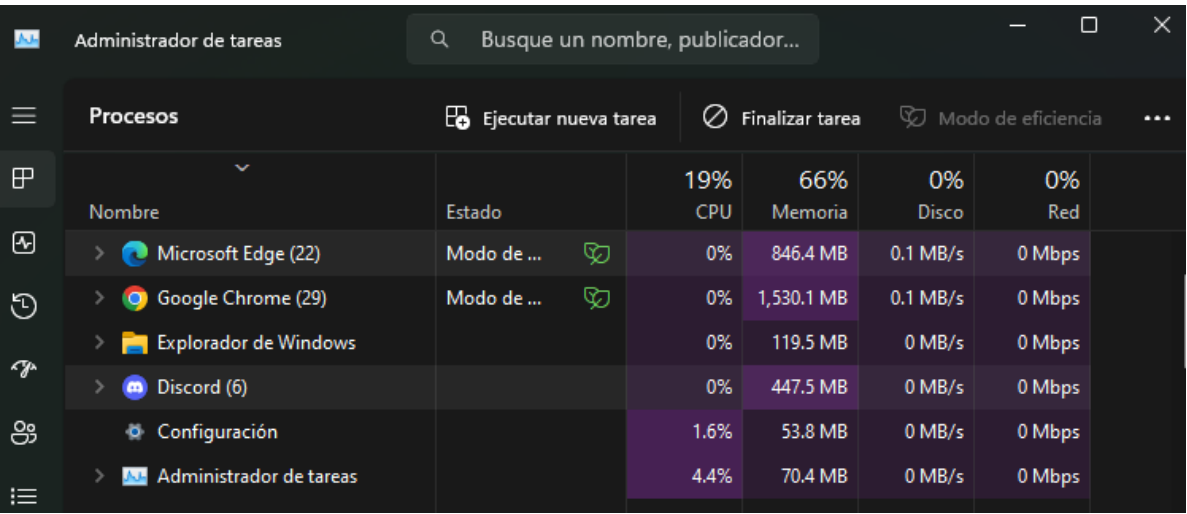 Administrador de tareas
Busque un nombre, publicador...
Procesos
Ejecutar nueva tarea
Finalizar tarea
Modo de eficiencia
Nombre Estado 19% CPU 66% Memoria 0% Disco 0% Red
Microsoft Edge (22) Modo de ... 0% 846.4 MB 0.1 MB/s 0 Mbps
Google Chrome (29) Modo de ... 0% 1,530.1 MB 0.1 MB/s 0 Mbps
Explorador de Windows 0% 119.5 MB 0 MB/s 0 Mbps
Discord (6) 0% 447.5 MB 0 MB/s 0 Mbps
Configuración 1.6% 53.8 MB 0 MB/s 0 Mbps
Administrador de tareas 4.4% 70.4 MB 0 MB/s 0 Mbps